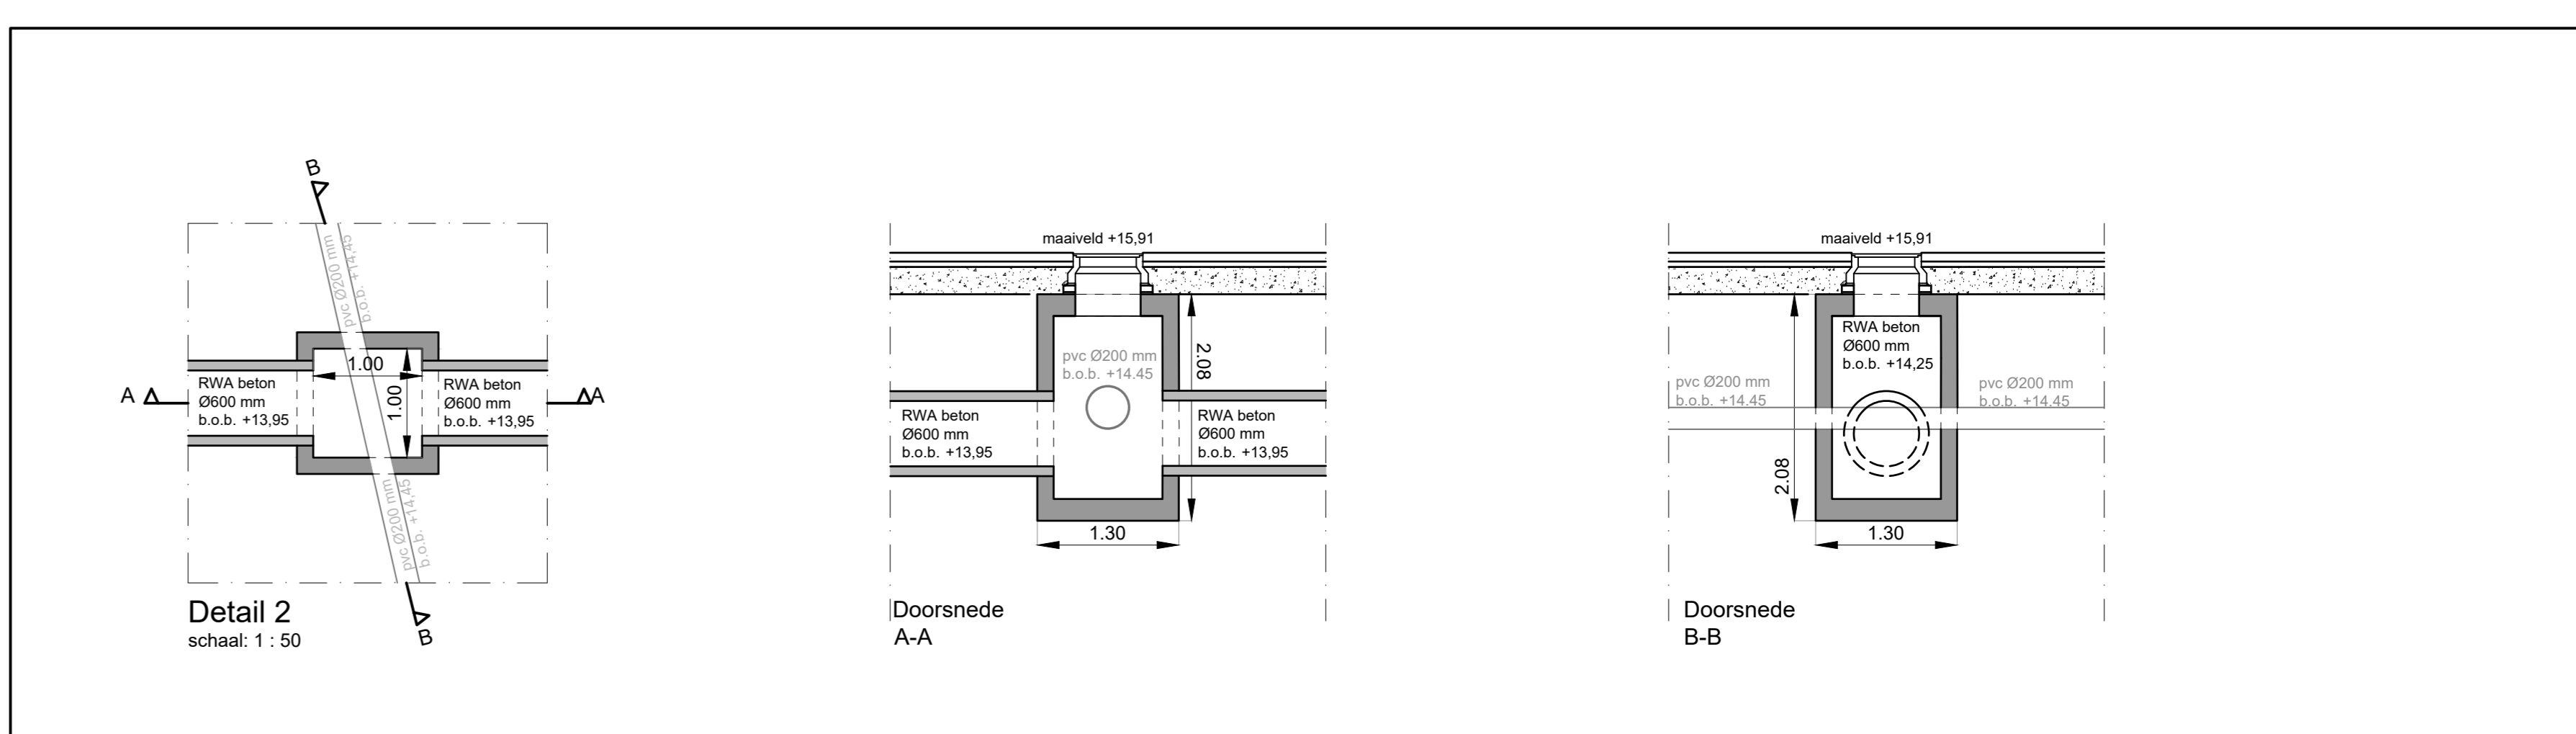 B
pvc Ø200 mm
b.o.b. +14,45
1.00
1.00
A
RWA beton
Ø600 mm
b.o.b. +13,95
RWA beton
Ø600 mm
b.o.b. +13,95
A
pvc Ø200 mm
b.o.b. +14,45
B
Detail 2
schaal: 1 : 50
maaiveld +15,91
pvc Ø200 mm
b.o.b. +14.45
2.08
RWA beton
Ø600 mm
b.o.b. +13,95
RWA beton
Ø600 mm
b.o.b. +13,95
1.30
Doorsnede
A-A
maaiveld +15,91
RWA beton
Ø600 mm
b.o.b. +14,25
pvc Ø200 mm
b.o.b. +14.45
pvc Ø200 mm
b.o.b. +14.45
2.08
1.30
Doorsnede
B-B